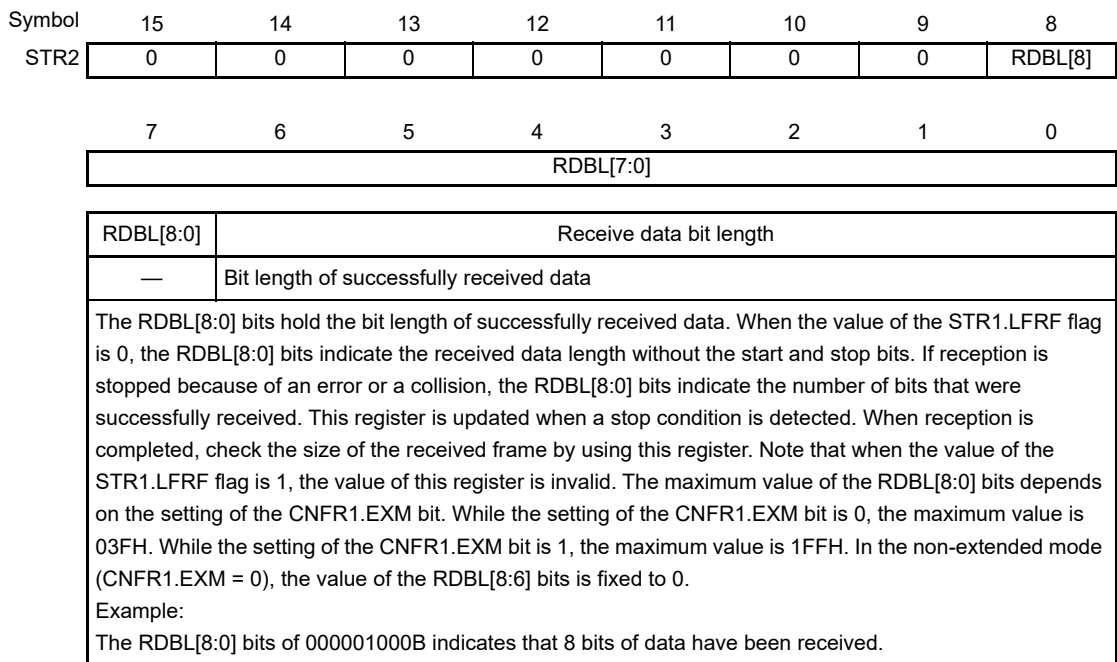 Symbol 15 14 13 12 11 10 9 8
STR2 0 0 0 0 0 0 0 RDBL[8]
7 6 5 4 3 2 1 0
RDBL[7:0]
RDBL[8:0] Receive data bit length
— Bit length of successfully received data
The RDBL[8:0] bits hold the bit length of successfully received data. When the value of the STR1.LFRF flag
is 0, the RDBL[8:0] bits indicate the received data length without the start and stop bits. If reception is
stopped because of an error or a collision, the RDBL[8:0] bits indicate the number of bits that were
successfully received. This register is updated when a stop condition is detected. When reception is
completed, check the size of the received frame by using this register. Note that when the value of the
STR1.LFRF flag is 1, the value of this register is invalid. The maximum value of the RDBL[8:0] bits depends
on the setting of the CNFR1.EXM bit. While the setting of the CNFR1.EXM bit is 0, the maximum value is
03FH. While the setting of the CNFR1.EXM bit is 1, the maximum value is 1FFH. In the non-extended mode
(CNFR1.EXM = 0), the value of the RDBL[8:6] bits is fixed to 0.
Example:
The RDBL[8:0] bits of 000001000B indicates that 8 bits of data have been received.